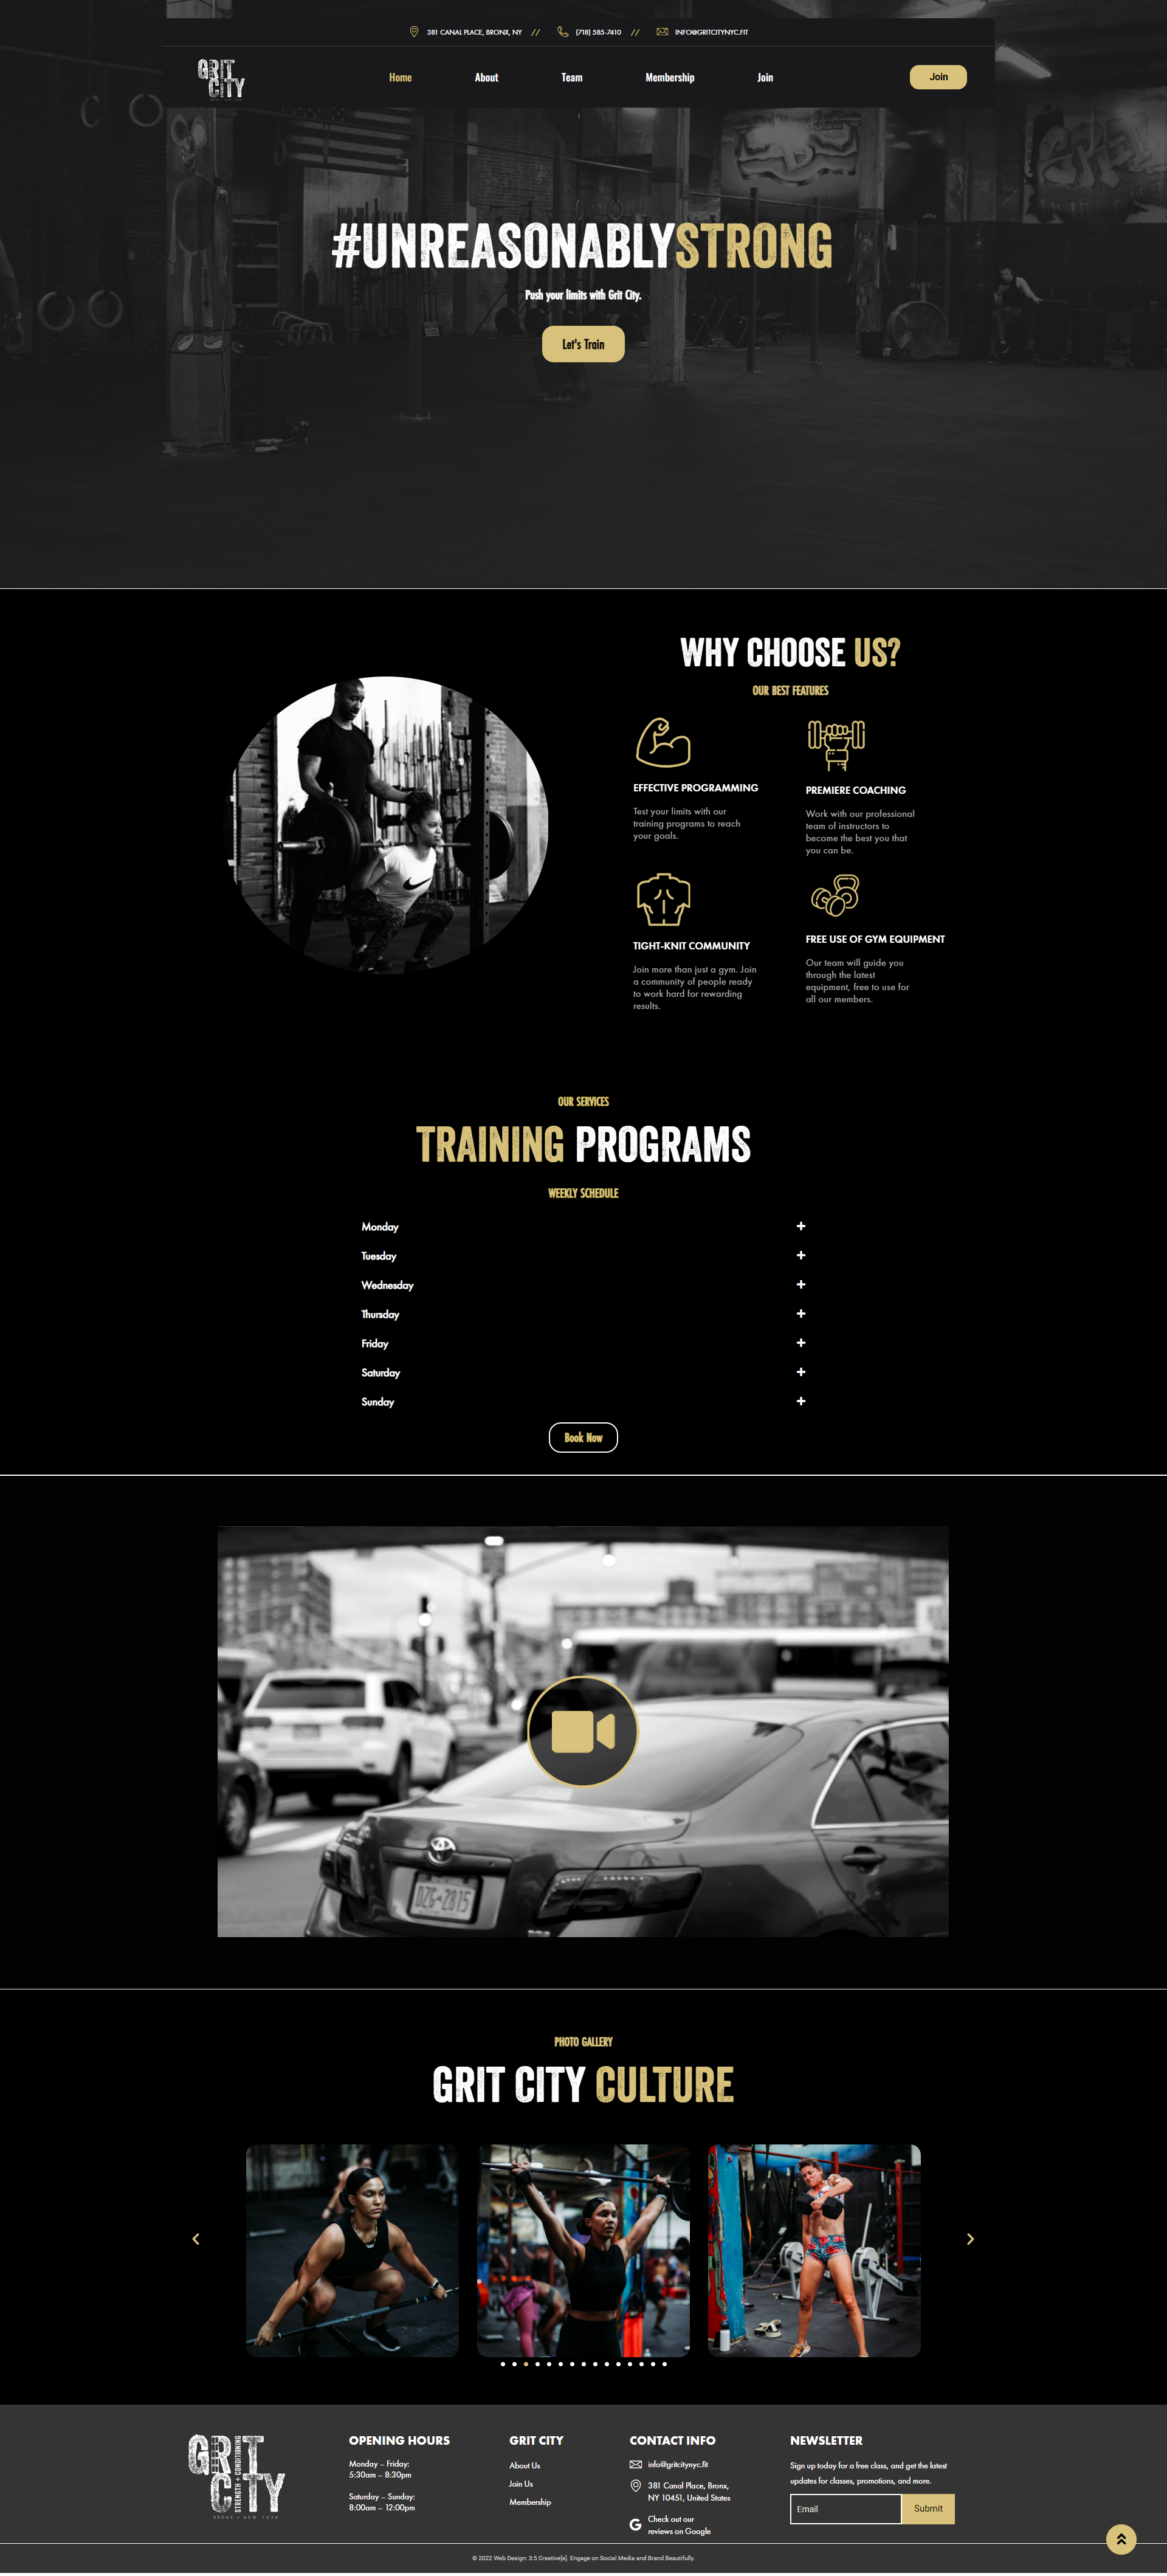 381 CANAL PLACE, BRONX, NY // (718) 585-7410 // INFO@GRITCITYNYC.FIT
GRIT
CITY
Home About Team Membership Join
Join
#UNREASONABLYSTRONG
Push your limits with Grit City.
Let's Train
WHY CHOOSE US?
OUR BEST FEATURES
EFFECTIVE PROGRAMMING
Test your limits with our
training programs to reach
your goals.
PREMIERE COACHING
Work with our professional
team of instructors to
become the best you that
you can be.
TIGHT-KNIT COMMUNITY
Join more than just a gym. Join
a community of people ready
to work hard for rewarding
results.
FREE USE OF GYM EQUIPMENT
Our team will guide you
through the latest
equipment, free to use for
all our members.
OUR SERVICES
TRAINING PROGRAMS
WEEKLY SCHEDULE
Monday
Tuesday
Wednesday
Thursday
Friday
Saturday
Sunday
Book Now
PHOTO GALLERY
GRIT CITY CULTURE
GRIT
CITY
STRENGTH + CONDITIONING
BRONX • NEW YORK
OPENING HOURS
Monday – Friday:
5:30am – 8:30pm
Saturday – Sunday:
8:00am – 12:00pm
GRIT CITY
About Us
Join Us
Membership
CONTACT INFO
info@gritcitynyc.fit
381 Canal Place, Bronx,
NY 10451, United States
Check out our
reviews on Google
NEWSLETTER
Sign up today for a free class, and get the latest
updates for classes, promotions, and more.
Email
Submit
© 2022 Web Design: 3:5 Creative[a]. Engage on Social Media and Brand Beautifully.